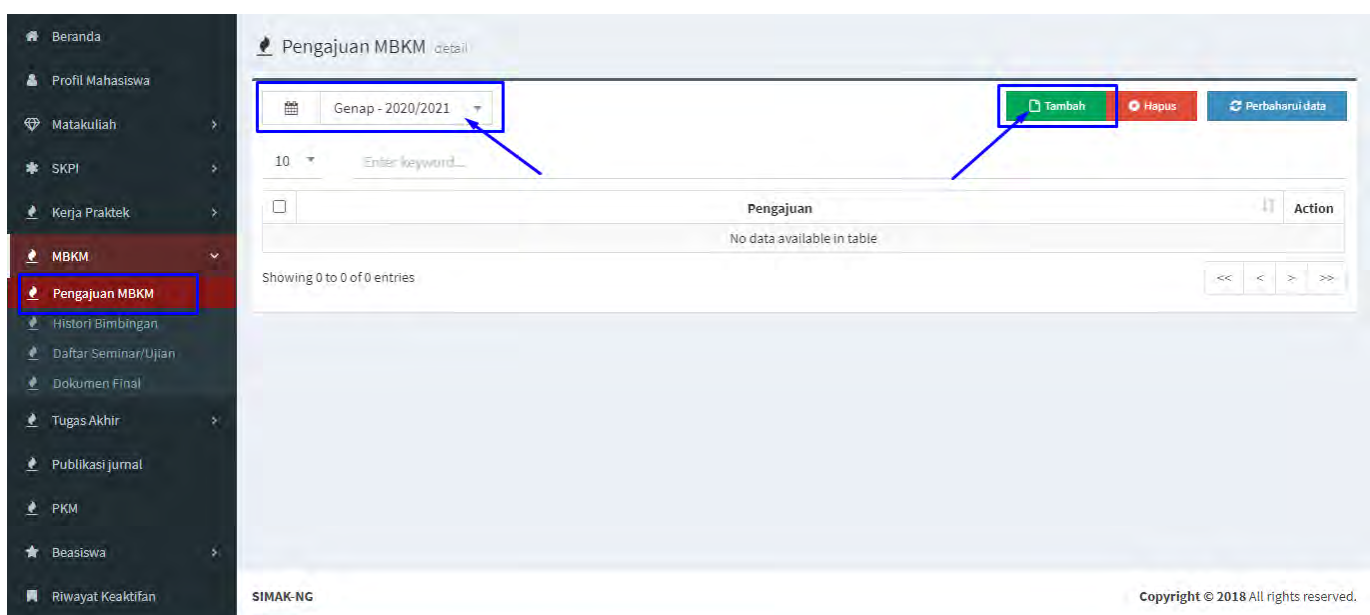 Beranda
Profil Mahasiswa
Matakuliah
SKPI
Kerja Praktek
MBKM
Pengajuan MBKM
Histori Bimbingan
Daftar Seminar/Ujian
Dokumen Final
Tugas Akhir
Publikasi jurnal
PKM
Beasiswa
Riwayat Keaktifan
Pengajuan MBKM detail
Genap - 2020/2021
Tambah
Hapus
Perbaharui data
10
Enter keyword...
Pengajuan
Action
No data available in table
Showing 0 to 0 of 0 entries
<< < > >>
SIMAK-NG
Copyright © 2018 All rights reserved.